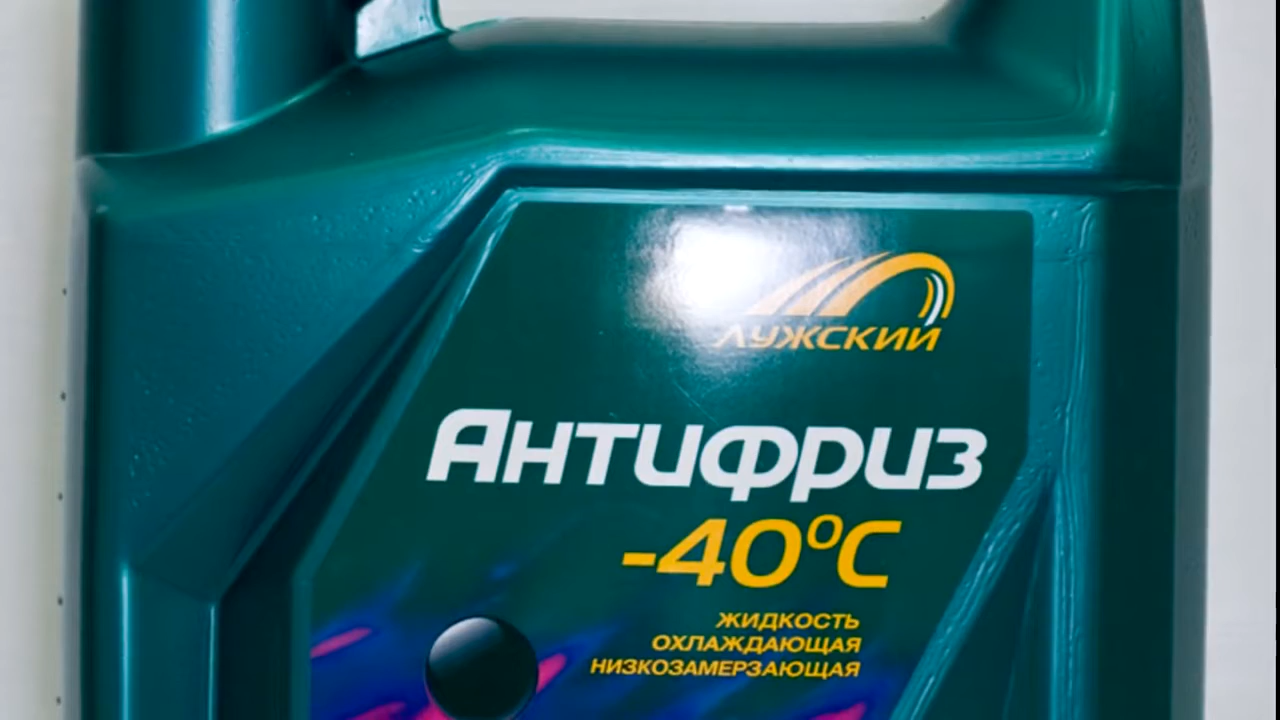 ЛУЖСКИЙ
Антифриз
-40°C
ЖИДКОСТЬ
ОХЛАЖДАЮЩАЯ
НИЗКОЗАМЕРЗАЮЩАЯ